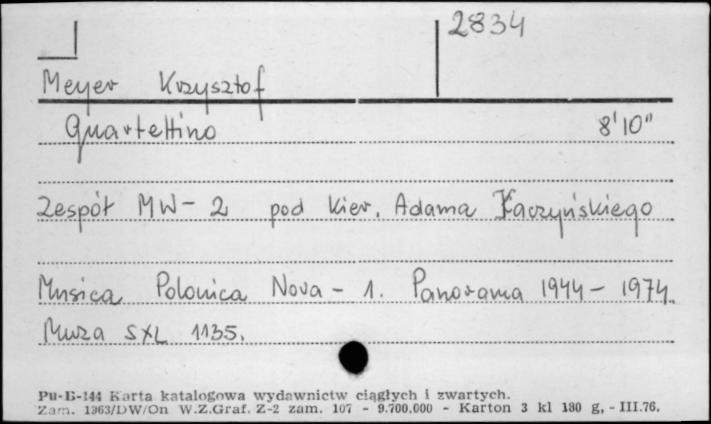 2834
Meyer Krzysztof
Quartettino 8'10"
Zespół MW-2 pod kier. Adama Kaczyńskiego
Musica Polonica Nova - 1. Panorama 1944 - 1974.
Muza SXL 1135.
Pu-B-144 Karta katalogowa wydawnictw ciągłych i zwartych.
Zam. 1363/DW/On W.Z.Graf. Z-2 zam. 107 - 9.700.000 - Karton 3 kl 180 g, - III.76.